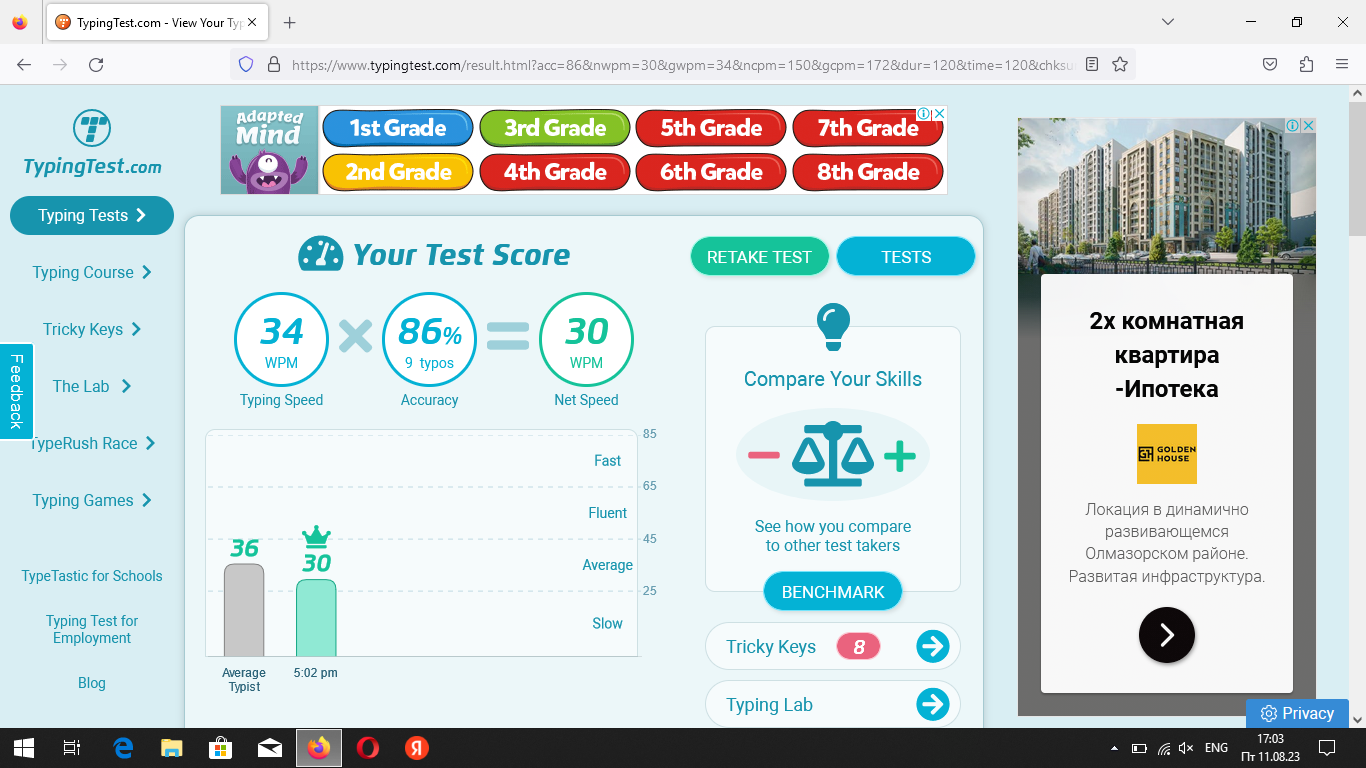 TypingTest.com - View Your Typ
https://www.typingtest.com/result.html?acc=86&nwpm=30&gwpm=34&ncpm=150&gcpm=172&dur=120&time=120&chksu
TypingTest.com
Typing Tests
Typing Course
Tricky Keys
The Lab
TypeRush Race
Typing Games
TypeTastic for Schools
Typing Test for
Employment
Blog
Feedback
Adapted
Mind
1st Grade
3rd Grade
5th Grade
7th Grade
2nd Grade
4th Grade
6th Grade
8th Grade
Your Test Score
RETAKE TEST
TESTS
34
WPM
Typing Speed
86%
9 typos
Accuracy
30
WPM
Net Speed
85
Fast
65
Fluent
45
Average
25
Slow
36
30
Average
Typist
5:02 pm
Compare Your Skills
See how you compare
to other test takers
BENCHMARK
Tricky Keys 8
Typing Lab
2х комнатная
квартира
-Ипотека
GOLDEN
HOUSE
Локация в динамично
развивающемся
Олмазорском районе.
Развитая инфраструктура.
Privacy
ENG
17:03
Пт 11.08.23